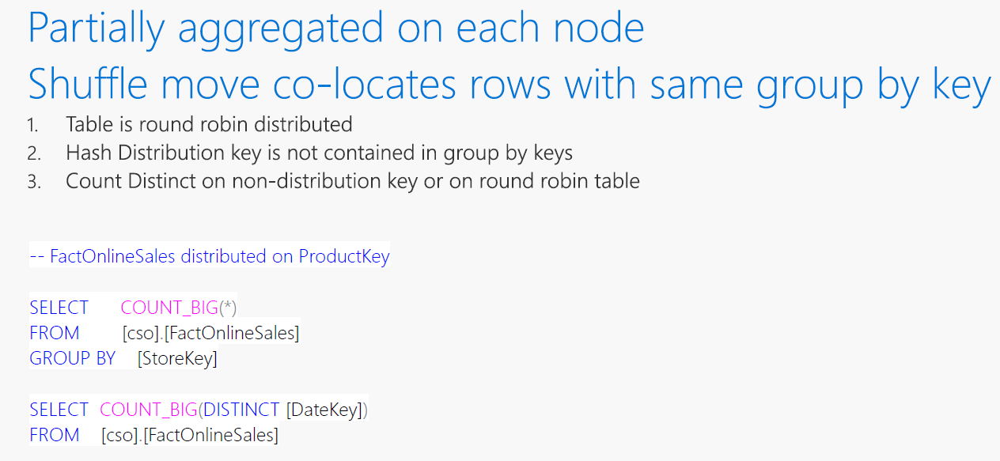 Partially aggregated on each node
Shuffle move co-locates rows with same group by key
1. Table is round robin distributed
2. Hash Distribution key is not contained in group by keys
3. Count Distinct on non-distribution key or on round robin table
-- FactOnlineSales distributed on ProductKey
SELECT COUNT_BIG(*)
FROM [cso].[FactOnlineSales]
GROUP BY [StoreKey]
SELECT COUNT_BIG(DISTINCT [DateKey])
FROM [cso].[FactOnlineSales]